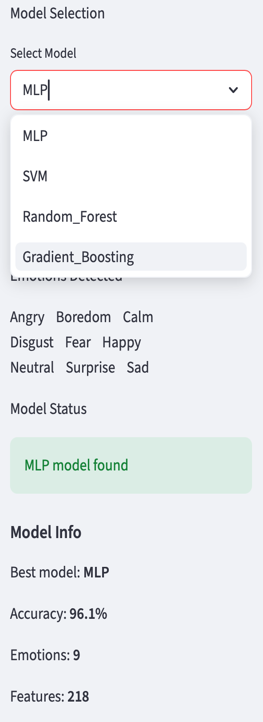 Model Selection
Select Model
MLP
MLP
SVM
Random_Forest
Gradient_Boosting
Emotions Detected
Angry Boredom Calm
Disgust Fear Happy
Neutral Surprise Sad
Model Status
MLP model found
Model Info
Best model: MLP
Accuracy: 96.1%
Emotions: 9
Features: 218